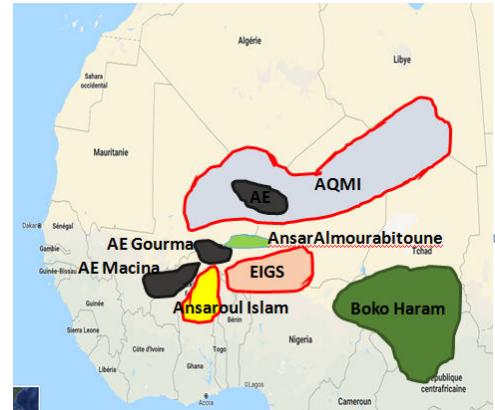 Algérie
Libye
Sahara
occidental
Mauritanie
AE
AQMI
Dakar
Sénégal
Gambie
Guinée-Bissau
Guinée
Sierra Leone
Libéria
AE Gourma
AE Macina
AnsarAlmourabitoune
EIGS
Ansaroul Islam
Tchad
Boko Haram
Bénin
Nigeria
Côte d'Ivoire
Togo
Ghana
Accra
Lagos
Cameroun
République
centrafricaine